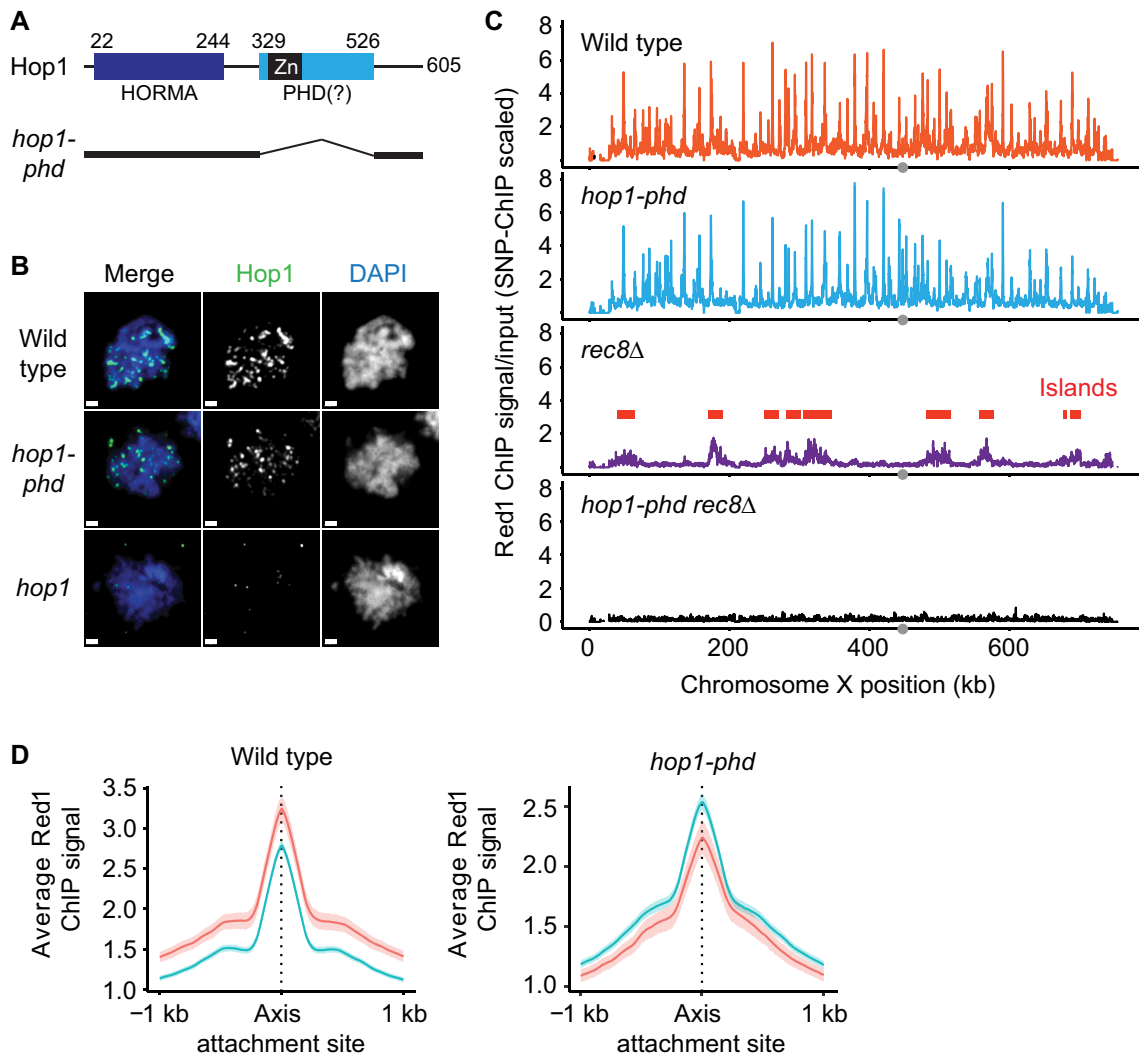 A
22 244 329 526
Hop1 Zn 605
HORMA PHD(?)
hop1-
phd
B
Merge Hop1 DAPI
Wild
type
hop1-
phd
hop1
C
Red1 ChIP signal/input (SNP-ChIP scaled)
8
6
4
2
0
Wild type
8
6
4
2
0
hop1-phd
8
6
4
2
0
rec8Δ
Islands
8
6
4
2
0
hop1-phd rec8Δ
0 200 400 600
Chromosome X position (kb)
D
Wild type
Average Red1
ChIP signal
3.5
3.0
2.5
2.0
1.5
1.0
−1 kb Axis 1 kb
attachment site
hop1-phd
Average Red1
ChIP signal
2.5
2.0
1.5
1.0
−1 kb Axis 1 kb
attachment site